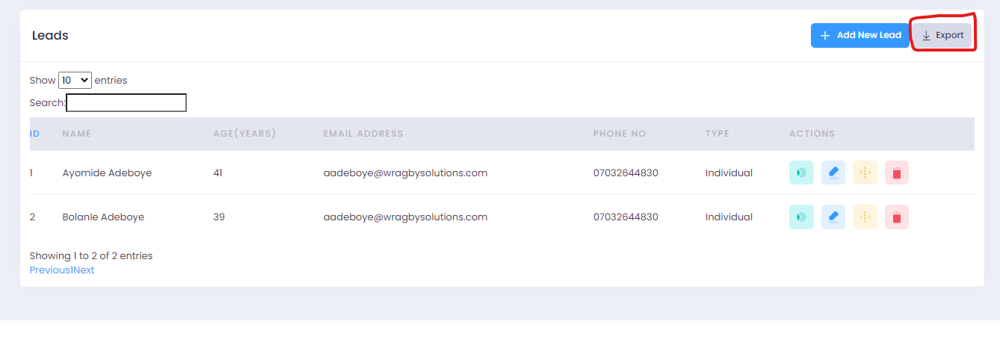 Leads
Add New Lead Export
Show 10 entries
Search:
ID NAME AGE(YEARS) EMAIL ADDRESS PHONE NO TYPE ACTIONS
1 Ayomide Adeboye 41 aadeboye@wragbysolutions.com 07032644830 Individual
2 Bolanle Adeboye 39 aadeboye@wragbysolutions.com 07032644830 Individual
Showing 1 to 2 of 2 entries
Previous1Next